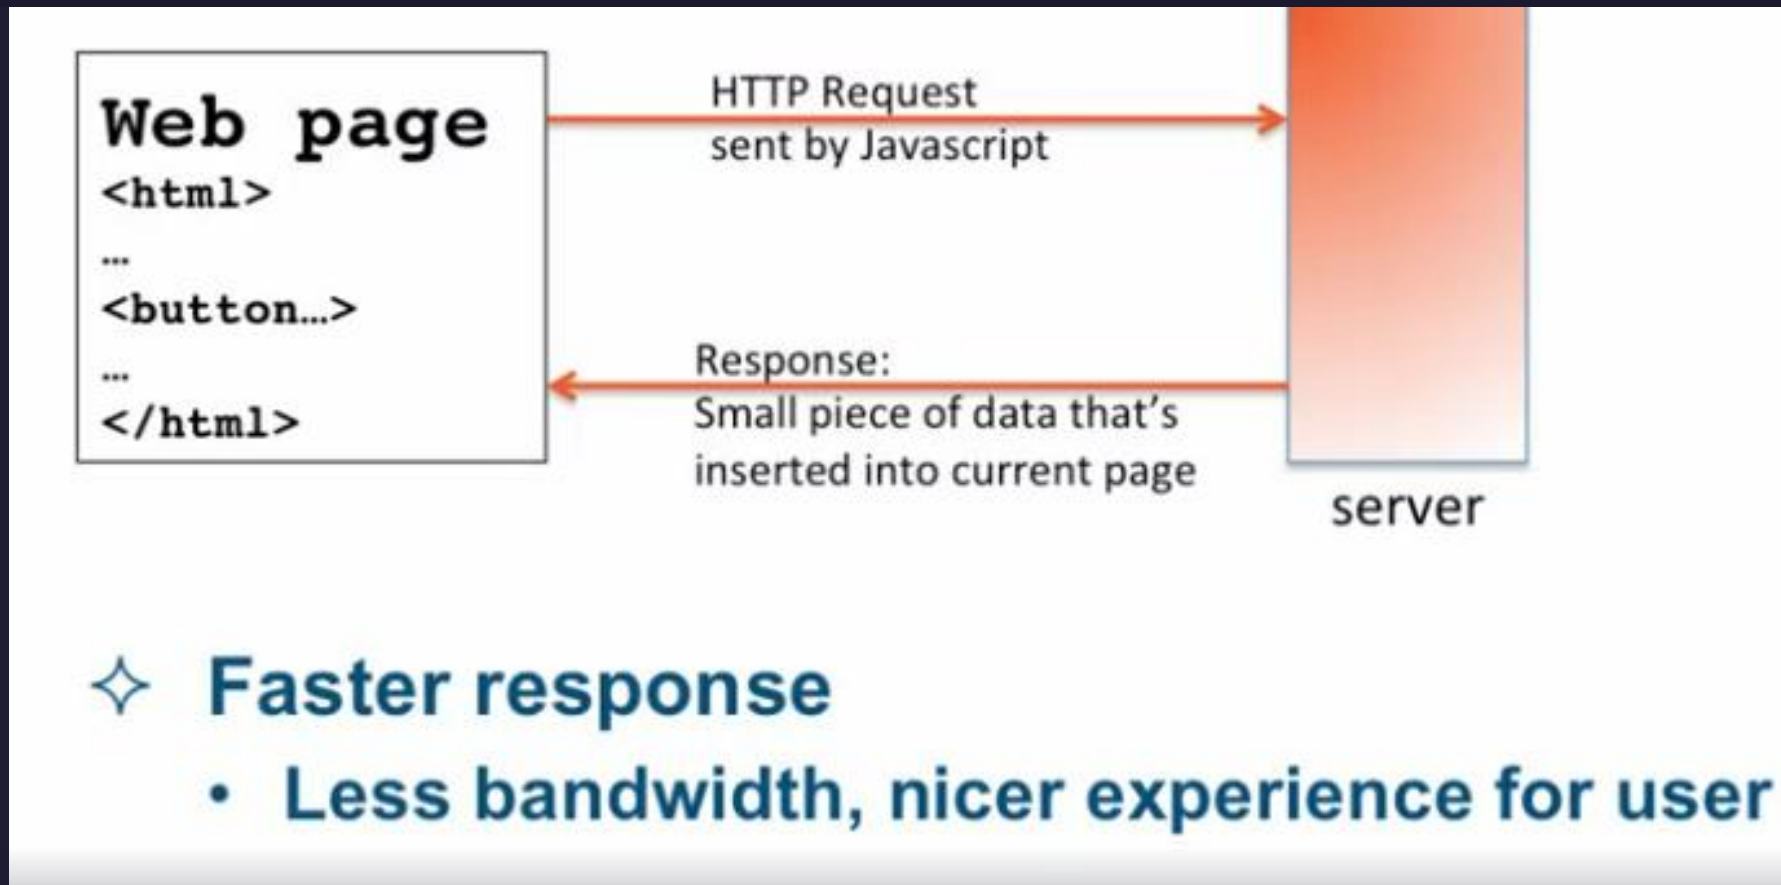 Web page
<html>
…
<button…>
…
</html>
HTTP Request
sent by Javascript
Response:
Small piece of data that's
inserted into current page
server
Faster response
• Less bandwidth, nicer experience for user